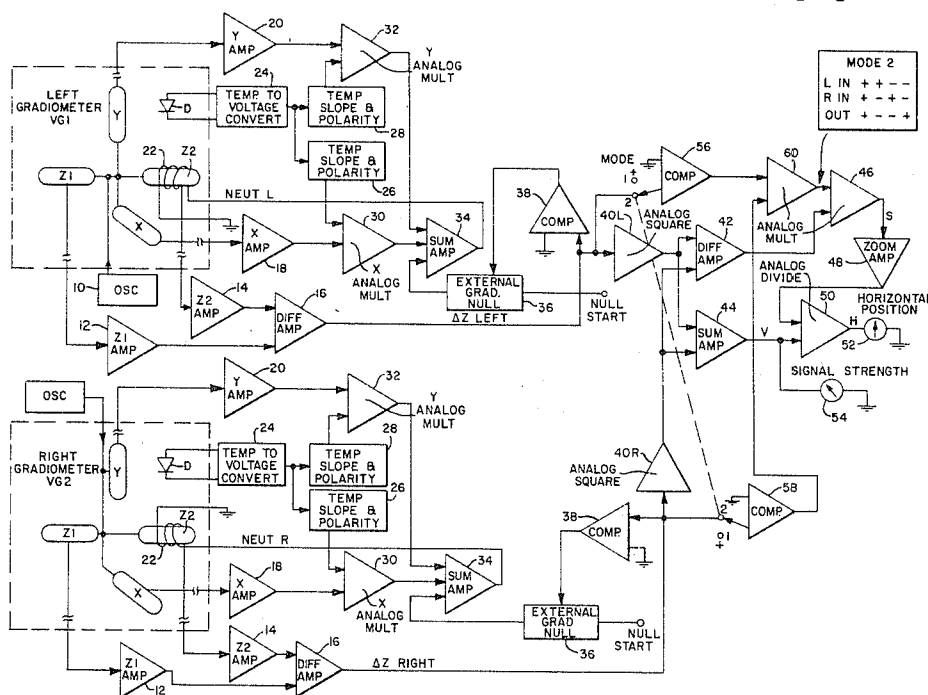 20
Y
AMP
32
Y
ANALOG
MULT
LEFT
GRADIOMETER
VG1
Y
D
24
TEMP. TO
VOLTAGE
CONVERT
TEMP
SLOPE &
POLARITY
28
TEMP
SLOPE &
POLARITY
26
MODE 2
L IN + + - -
R IN + - + -
OUT + - - +
Z1
22
Z2
NEUT L
X
10
OSC
X
AMP
18
30
X
ANALOG
MULT
34
SUM
AMP
38
COMP
EXTERNAL
GRAD.
NULL
36
NULL
START
MODE
1
+
2
56
COMP
40L
ANALOG
SQUARE
42
DIFF
AMP
60
ANALOG
MULT
46
S
ZOOM
AMP
48
ANALOG
DIVIDE
50
H
HORIZONTAL
POSITION
52
14
Z2
AMP
16
DIFF
AMP
12
Z1
AMP
ΔZ LEFT
44
SUM
AMP
V
SIGNAL STRENGTH
54
OSC
20
Y
AMP
32
Y
ANALOG
MULT
RIGHT
GRADIOMETER
VG2
Y
D
24
TEMP
TO
VOLTAGE
CONVERT
28
TEMP
SLOPE &
POLARITY
TEMP
SLOPE &
POLARITY
26
40R
ANALOG
SQUARE
Z1
22
Z2
NEUT R
X
X
AMP
18
30
X
ANALOG
MULT
34
SUM
AMP
38
COMP
2
1
+
58
COMP
EXTERNAL
GRAD
NULL
36
NULL
START
14
Z2
AMP
16
DIFF
AMP
ΔZ RIGHT
Z1
AMP
12